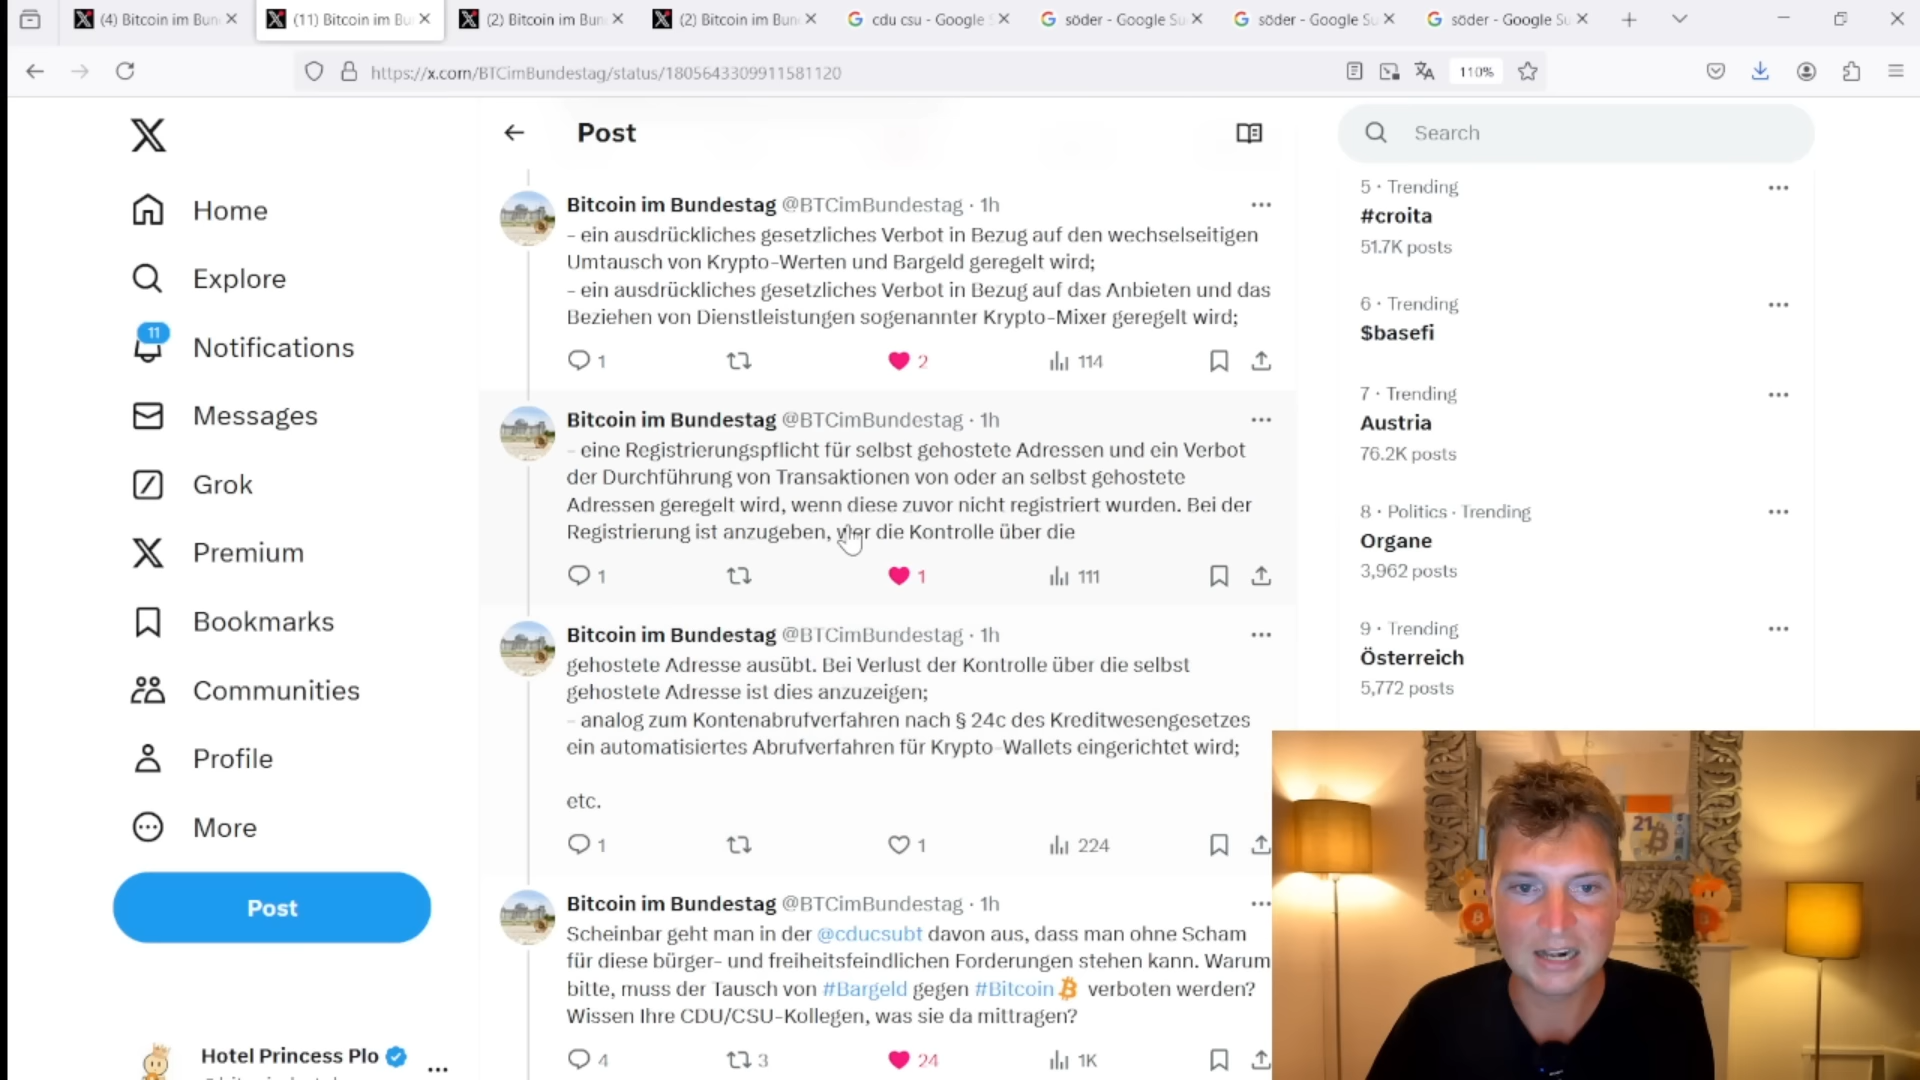 (4) Bitcoin im Bun
(11) Bitcoin im Bu
(2) Bitcoin im Bun
(2) Bitcoin im Bun
cdu csu - Google S
söder - Google Su
söder - Google Su
söder - Google Su
https://x.com/BTCimBundestag/status/1805643309911581120
110%
Home
Explore
11
Notifications
Messages
Grok
Premium
Bookmarks
Communities
Profile
More
Post
Hotel Princess Plo
Post
Bitcoin im Bundestag @BTCimBundestag · 1h
- ein ausdrückliches gesetzliches Verbot in Bezug auf den wechselseitigen
Umtausch von Krypto-Werten und Bargeld geregelt wird;
- ein ausdrückliches gesetzliches Verbot in Bezug auf das Anbieten und das
Beziehen von Dienstleistungen sogenannter Krypto-Mixer geregelt wird;
1 2 114
Bitcoin im Bundestag @BTCimBundestag · 1h
- eine Registrierungspflicht für selbst gehostete Adressen und ein Verbot
der Durchführung von Transaktionen von oder an selbst gehostete
Adressen geregelt wird, wenn diese zuvor nicht registriert wurden. Bei der
Registrierung ist anzugeben, wer die Kontrolle über die
1 1 111
Bitcoin im Bundestag @BTCimBundestag · 1h
gehostete Adresse ausübt. Bei Verlust der Kontrolle über die selbst
gehostete Adresse ist dies anzuzeigen;
- analog zum Kontenabrufverfahren nach § 24c des Kreditwesengesetzes
ein automatisiertes Abrufverfahren für Krypto-Wallets eingerichtet wird;
etc.
1 1 224
Bitcoin im Bundestag @BTCimBundestag · 1h
Scheinbar geht man in der @cducsubt davon aus, dass man ohne Scham
für diese bürger- und freiheitsfeindlichen Forderungen stehen kann. Warum
bitte, muss der Tausch von #Bargeld gegen #Bitcoin verboten werden?
Wissen Ihre CDU/CSU-Kollegen, was sie da mittragen?
4 3 24 1K
Search
5 · Trending
#croita
51.7K posts
6 · Trending
$basefi
7 · Trending
Austria
76.2K posts
8 · Politics · Trending
Organe
3,962 posts
9 · Trending
Österreich
5,772 posts
21